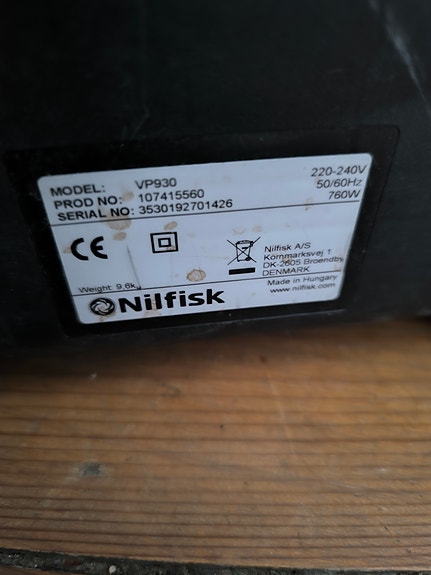 MODEL: VP930 220-240V
PROD NO: 107415560 50/60Hz
SERIAL NO: 3530192701426 760W
CE
Nilfisk A/S
Kornmarksvej 1
DK-2605 Broendby
DENMARK
Weight: 9.6kg
Made in Hungary
Nilfisk
www.nilfisk.com